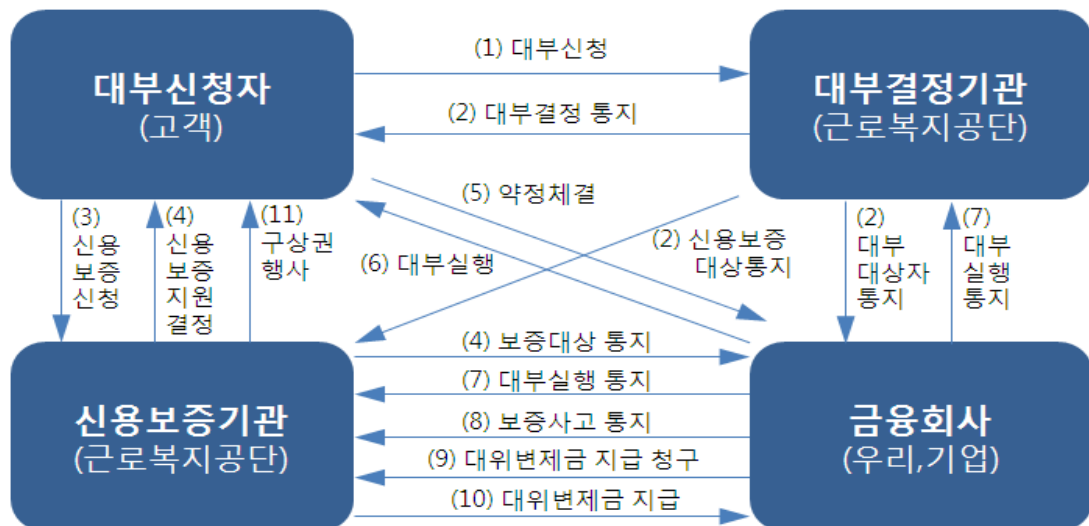 (1) 대부신청
대부신청자
(고객)
대부결정기관
(근로복지공단)
(2) 대부결정 통지
(5) 약정체결
(3)
신용
보증
신청
(4)
신용
보증
지원
결정
(11)
구상권
행사
(6) 대부실행
(2) 신용보증
대상통지
(2)
대부
대상자
통지
(7)
대부
실행
통지
(4) 보증대상 통지
(7) 대부실행 통지
(8) 보증사고 통지
(9) 대위변제금 지급 청구
(10) 대위변제금 지급
신용보증기관
(근로복지공단)
금융회사
(우리,기업)